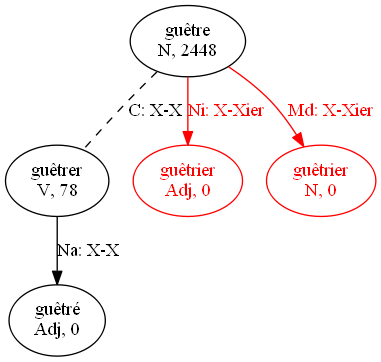 guêtre
N, 2448
C: X-X
Ni: X-Xier
Md: X-Xier
guêtrer
V, 78
guêtrier
Adj, 0
guêtrier
N, 0
Na: X-X
guêtré
Adj, 0